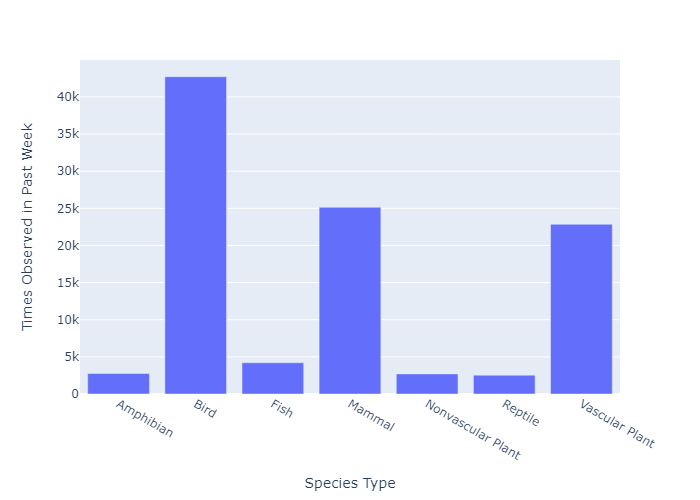 Times Observed in Past Week
40k
35k
30k
25k
20k
15k
10k
5k
0
Amphibian
Bird
Fish
Mammal
Nonvascular Plant
Reptile
Vascular Plant
Species Type